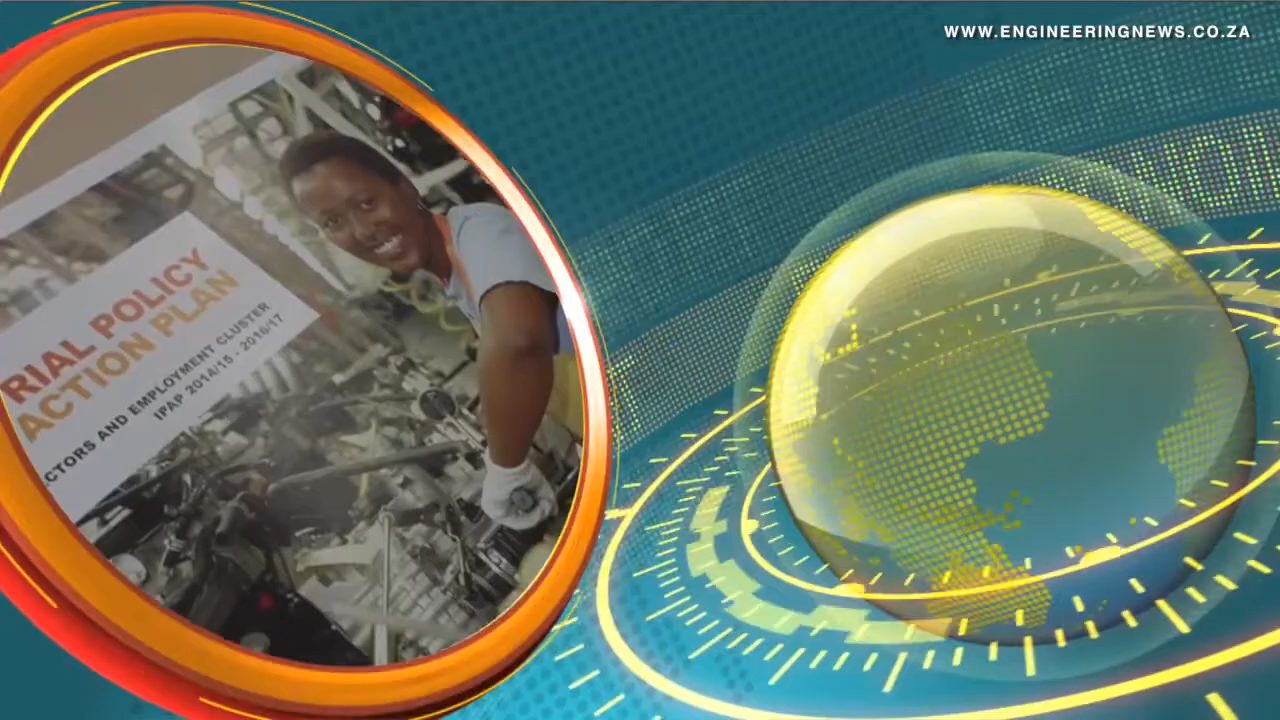 WWW.ENGINEERINGNEWS.CO.ZA
RIAL POLICY
ACTION PLAN
CTORS AND EMPLOYMENT CLUSTER
IPAP 2014/15 - 2016/17